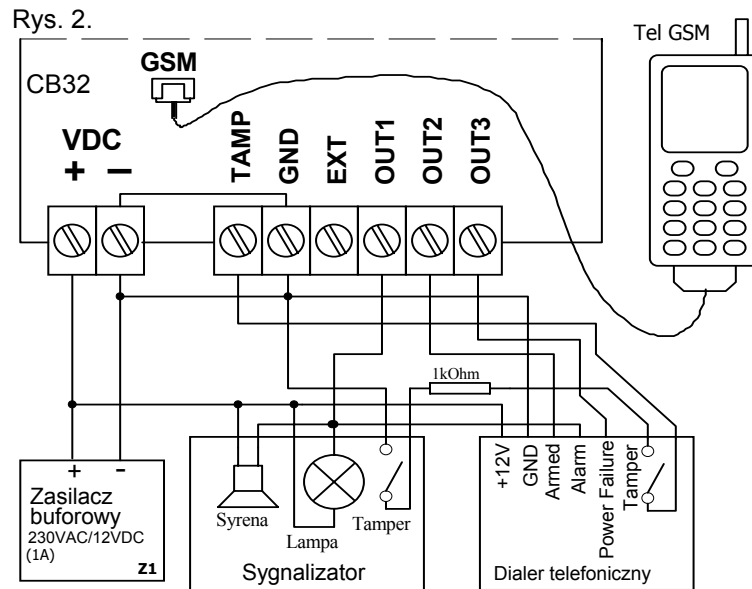 Rys. 2.
Tel GSM
CB32
GSM
VDC
+ −
TAMP
GND
EXT
OUT1
OUT2
OUT3
1kOhm
+ -
Zasilacz
buforowy
230VAC/12VDC
(1A)
Z1
Syrena
Lampa
Tamper
Sygnalizator
+12V
GND
Armed
Alarm
Power Failure
Tamper
Dialer telefoniczny